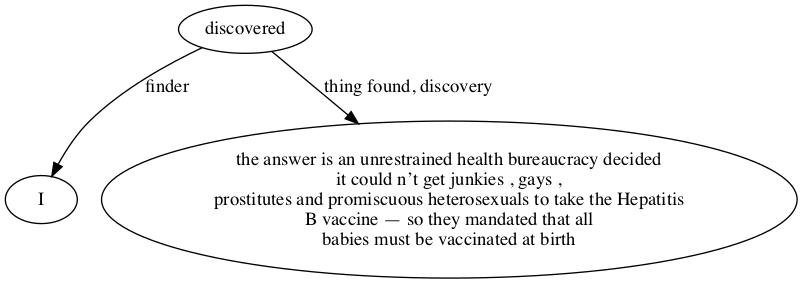 discovered
finder
thing found, discovery
I
the answer is an unrestrained health bureaucracy decided
it could n't get junkies , gays ,
prostitutes and promiscuous heterosexuals to take the Hepatitis
B vaccine — so they mandated that all
babies must be vaccinated at birth